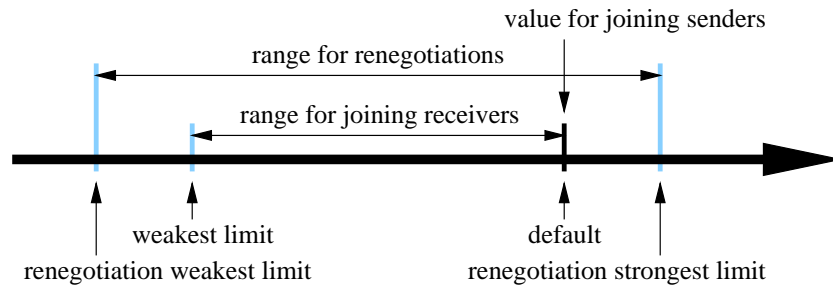 value for joining senders
range for renegotiations
range for joining receivers
weakest limit
default
renegotiation weakest limit
renegotiation strongest limit